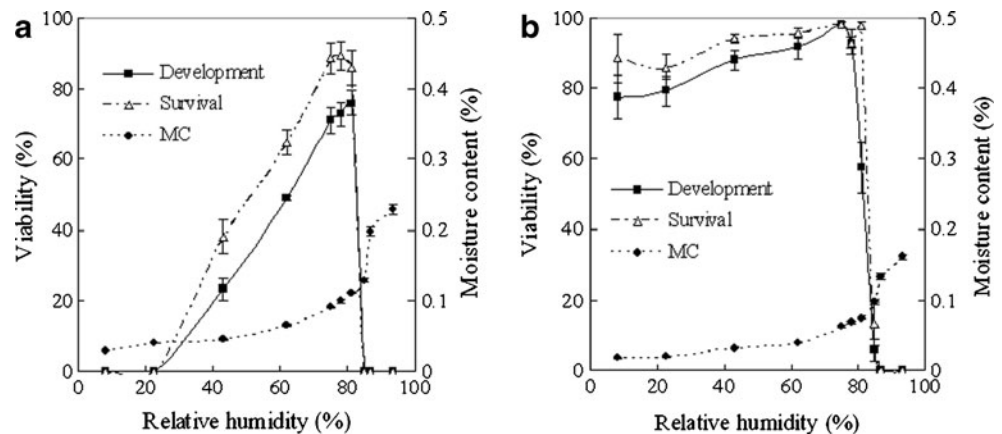 a
100
80
60
40
20
0
Viability (%)
Development
Survival
MC
0.5
0.4
0.3
0.2
0.1
0
Moisture content (%)
0 20 40 60 80 100
Relative humidity (%)
b
100
80
60
40
20
0
Viability (%)
Development
Survival
MC
0.5
0.4
0.3
0.2
0.1
0
Moisture content (%)
0 20 40 60 80 100
Relative humidity (%)